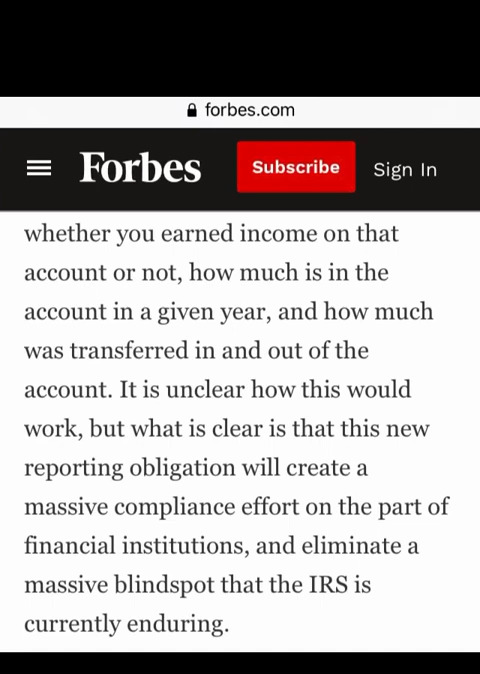 forbes.com
Forbes Subscribe Sign In
whether you earned income on that
account or not, how much is in the
account in a given year, and how much
was transferred in and out of the
account. It is unclear how this would
work, but what is clear is that this new
reporting obligation will create a
massive compliance effort on the part of
financial institutions, and eliminate a
massive blindspot that the IRS is
currently enduring.